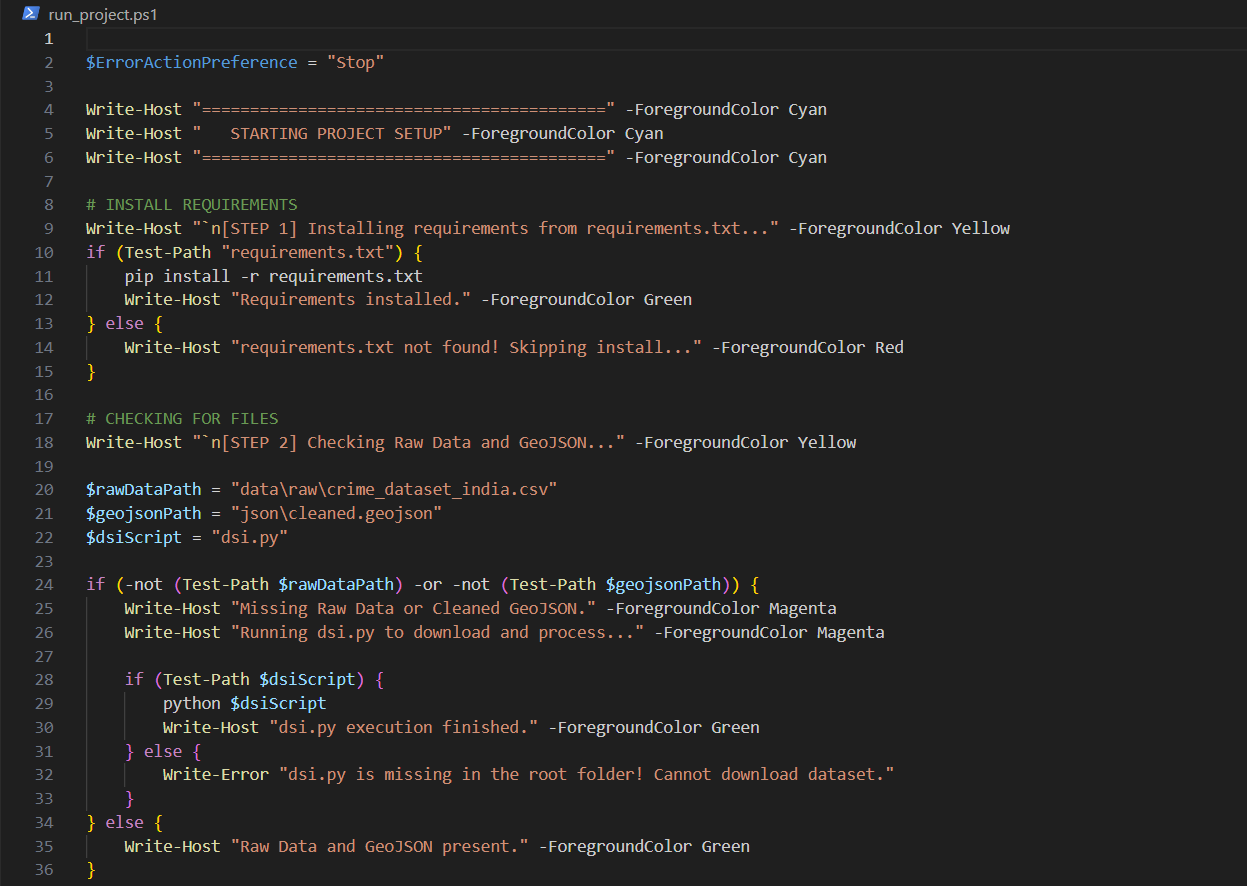 run_project.ps1
1
2 $ErrorActionPreference = "Stop"
3
4 Write-Host "==========================================" -ForegroundColor Cyan
5 Write-Host "   STARTING PROJECT SETUP" -ForegroundColor Cyan
6 Write-Host "==========================================" -ForegroundColor Cyan
7
8 # INSTALL REQUIREMENTS
9 Write-Host "`n[STEP 1] Installing requirements from requirements.txt..." -ForegroundColor Yellow
10 if (Test-Path "requirements.txt") {
11     pip install -r requirements.txt
12     Write-Host "Requirements installed." -ForegroundColor Green
13 } else {
14     Write-Host "requirements.txt not found! Skipping install..." -ForegroundColor Red
15 }
16
17 # CHECKING FOR FILES
18 Write-Host "`n[STEP 2] Checking Raw Data and GeoJSON..." -ForegroundColor Yellow
19
20 $rawDataPath = "data\raw\crime_dataset_india.csv"
21 $geojsonPath = "json\cleaned.geojson"
22 $dsiScript = "dsi.py"
23
24 if (-not (Test-Path $rawDataPath) -or -not (Test-Path $geojsonPath)) {
25     Write-Host "Missing Raw Data or Cleaned GeoJSON." -ForegroundColor Magenta
26     Write-Host "Running dsi.py to download and process..." -ForegroundColor Magenta
27
28     if (Test-Path $dsiScript) {
29         python $dsiScript
30         Write-Host "dsi.py execution finished." -ForegroundColor Green
31     } else {
32         Write-Error "dsi.py is missing in the root folder! Cannot download dataset."
33     }
34 } else {
35     Write-Host "Raw Data and GeoJSON present." -ForegroundColor Green
36 }